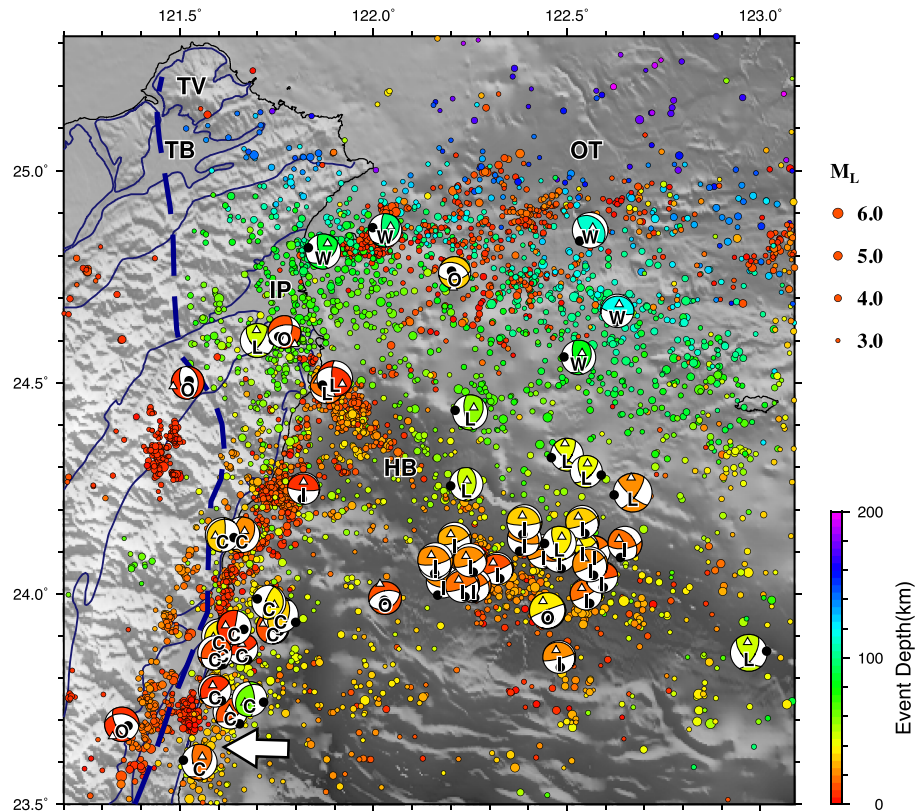 121.5° 122.0° 122.5° 123.0°
TV
TB
OT
25.0°
ML
6.0
5.0
4.0
3.0
W W W
O
W
IP
L O
W
24.5°
O L L
L
HB
L L
L L
I
200
C C
I I I
I I L I I
I I I I I I I
24.0°
O
C C
O
C C
C C
L
I
100
C C
C
O
C
23.5°
0
Event Depth(km)